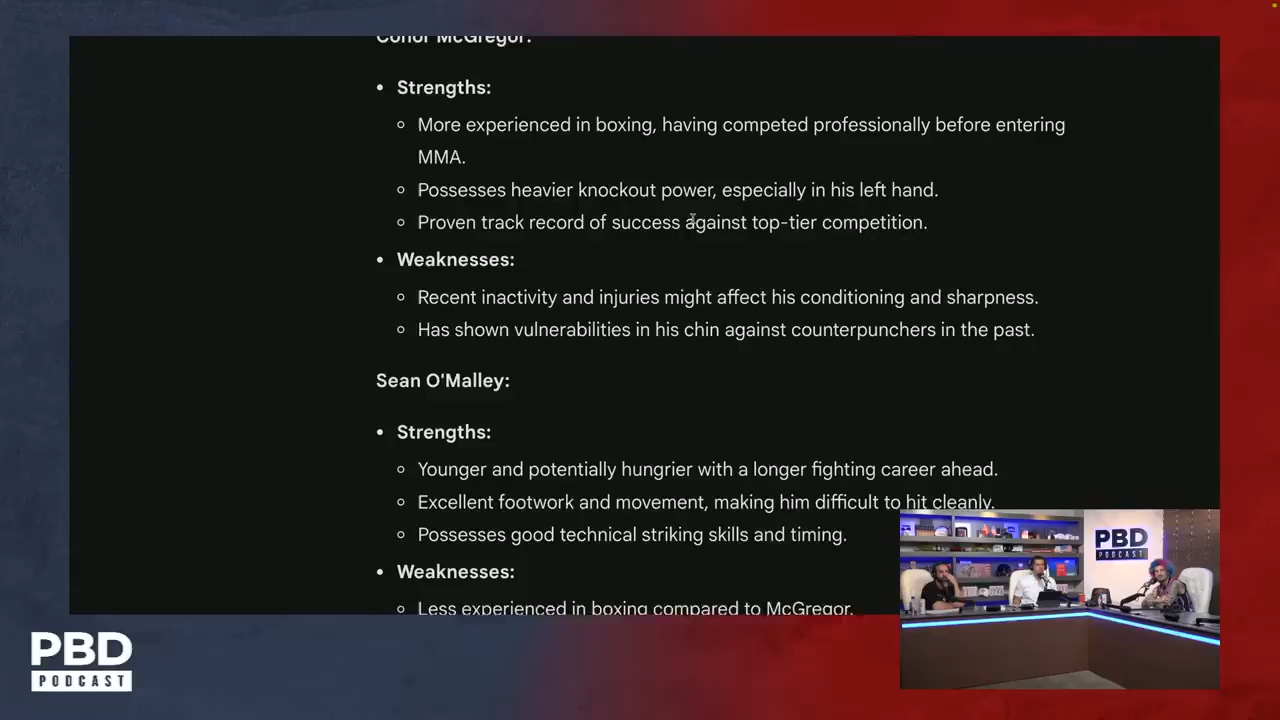 Conor McGregor:
• Strengths:
○ More experienced in boxing, having competed professionally before entering
MMA.
○ Possesses heavier knockout power, especially in his left hand.
○ Proven track record of success against top-tier competition.
• Weaknesses:
○ Recent inactivity and injuries might affect his conditioning and sharpness.
○ Has shown vulnerabilities in his chin against counterpunchers in the past.
Sean O'Malley:
• Strengths:
○ Younger and potentially hungrier with a longer fighting career ahead.
○ Excellent footwork and movement, making him difficult to hit cleanly.
○ Possesses good technical striking skills and timing.
• Weaknesses:
○ Less experienced in boxing compared to McGregor.
PBD
PODCAST
PBD
PODCAST